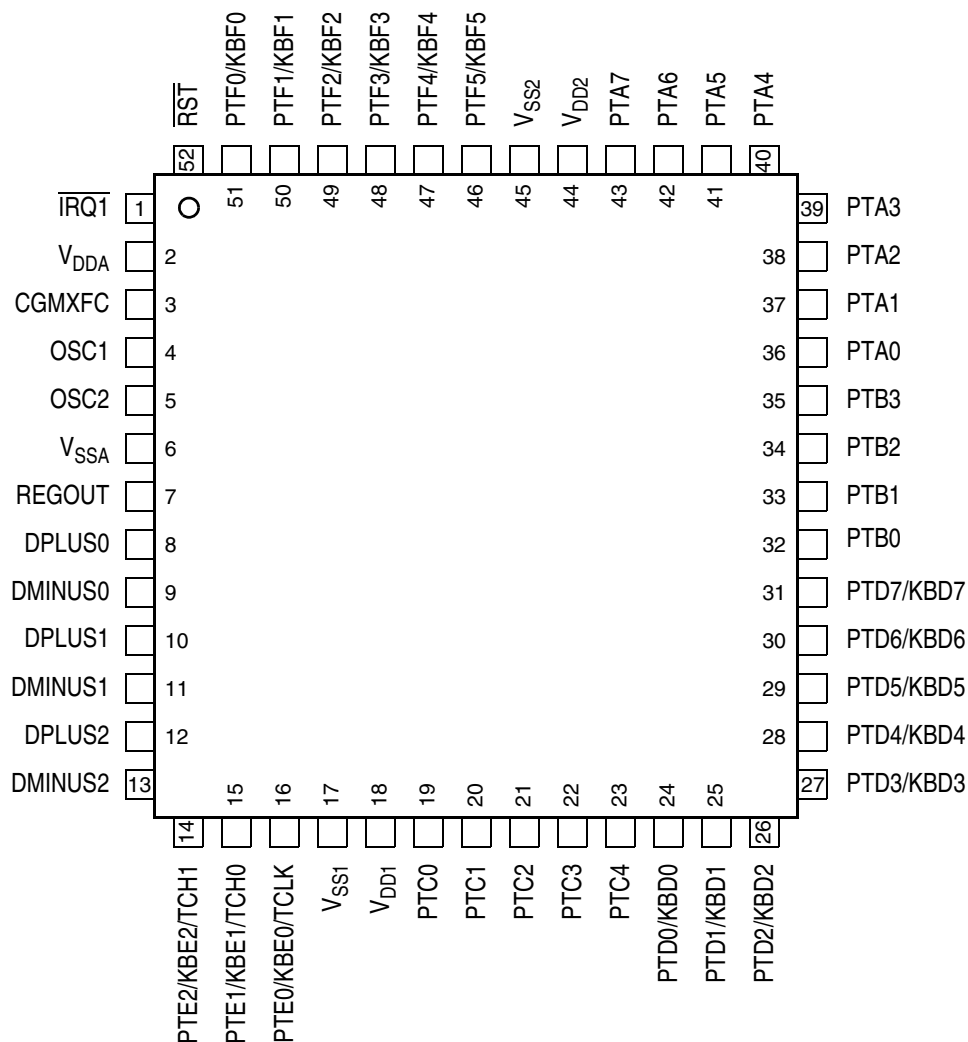 RST
PTF0/KBF0
PTF1/KBF1
PTF2/KBF2
PTF3/KBF3
PTF4/KBF4
PTF5/KBF5
VSS2
VDD2
PTA7
PTA6
PTA5
PTA4
52
51
50
49
48
47
46
45
44
43
42
41
40
IRQ1 1
VDDA 2
CGMXFC 3
OSC1 4
OSC2 5
VSSA 6
REGOUT 7
DPLUS0 8
DMINUS0 9
DPLUS1 10
DMINUS1 11
DPLUS2 12
DMINUS2 13
39 PTA3
38 PTA2
37 PTA1
36 PTA0
35 PTB3
34 PTB2
33 PTB1
32 PTB0
31 PTD7/KBD7
30 PTD6/KBD6
29 PTD5/KBD5
28 PTD4/KBD4
27 PTD3/KBD3
14
15
16
17
18
19
20
21
22
23
24
25
26
PTE2/KBE2/TCH1
PTE1/KBE1/TCH0
PTE0/KBE0/TCLK
VSS1
VDD1
PTC0
PTC1
PTC2
PTC3
PTC4
PTD0/KBD0
PTD1/KBD1
PTD2/KBD2